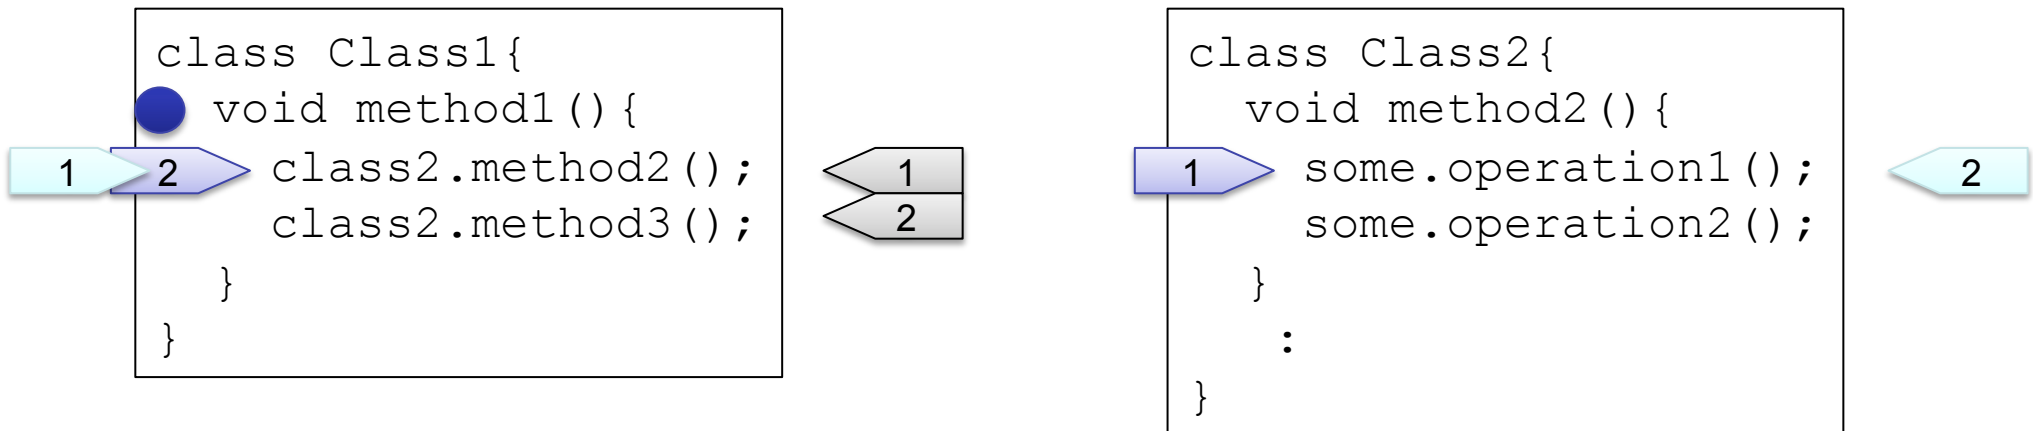 class Class1{
void method1(){
1 2 class2.method2(); 1
class2.method3(); 2
}
}
class Class2{
void method2(){
1 some.operation1(); 2
some.operation2();
}
:
}